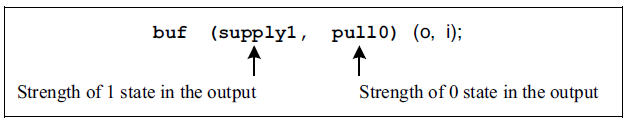 buf (supply1, pull0) (o, i);
Strength of 1 state in the output Strength of 0 state in the output